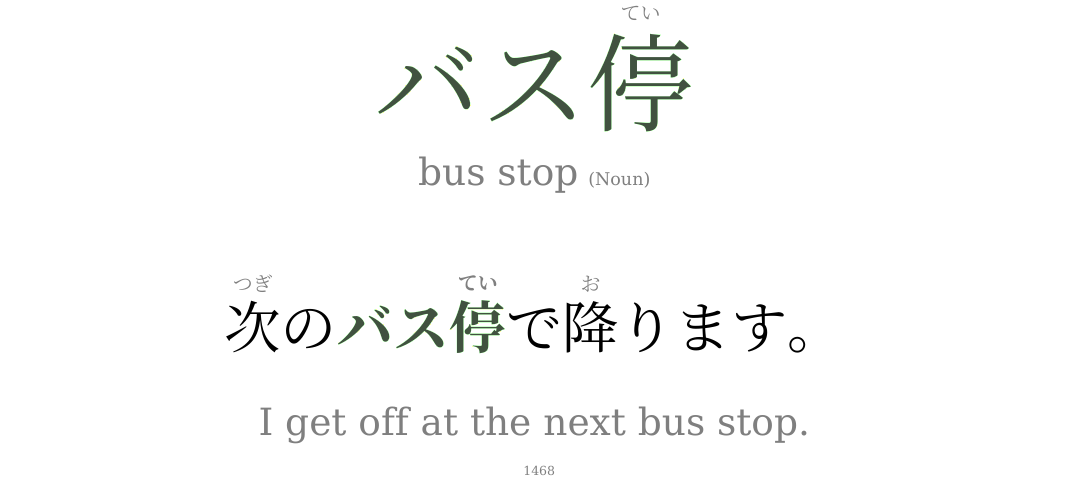 てい
バス停
bus stop (Noun)
つぎ てい お
次のバス停で降ります。
I get off at the next bus stop.
1468